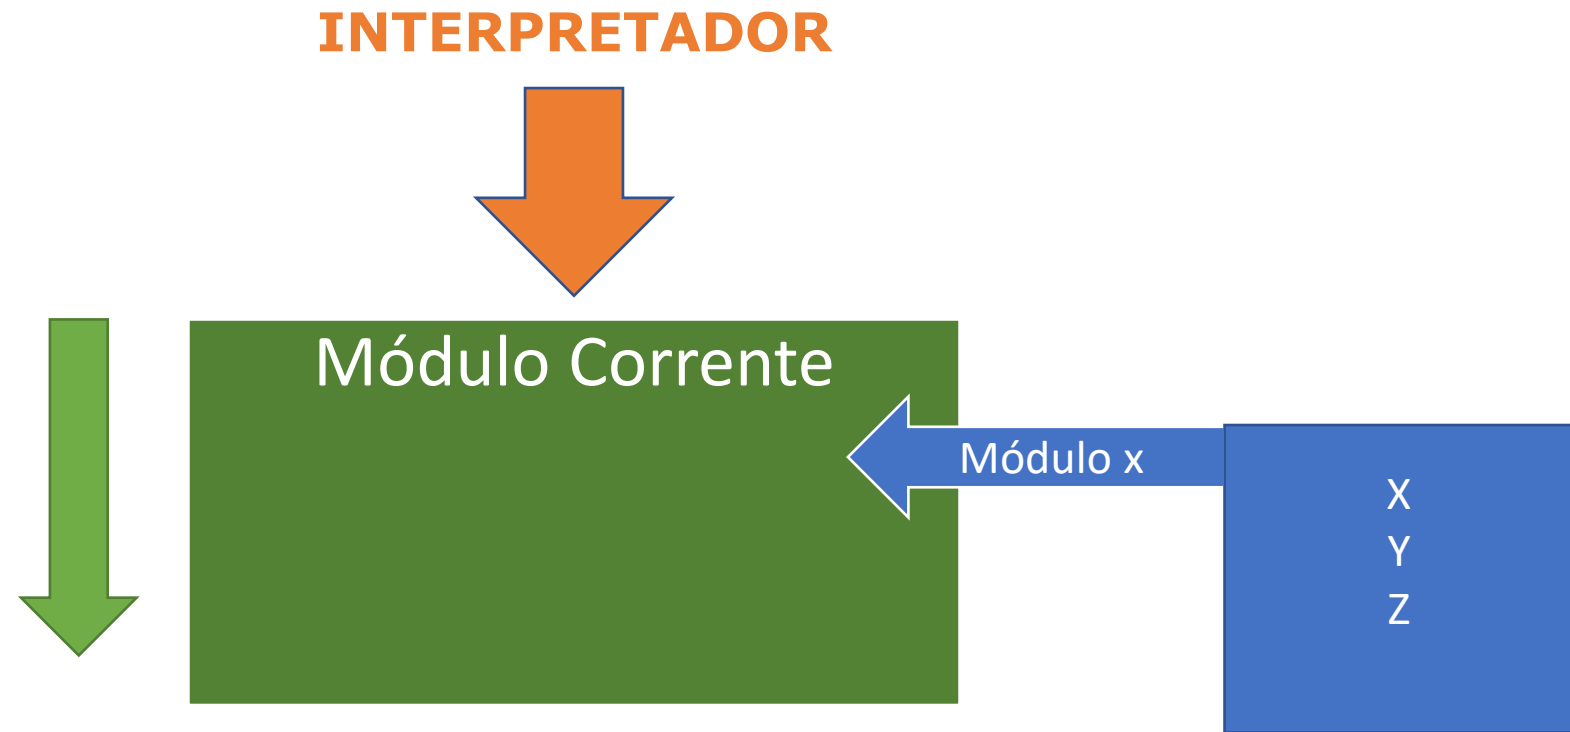 INTERPRETADOR
Módulo Corrente
Módulo x
X
Y
Z